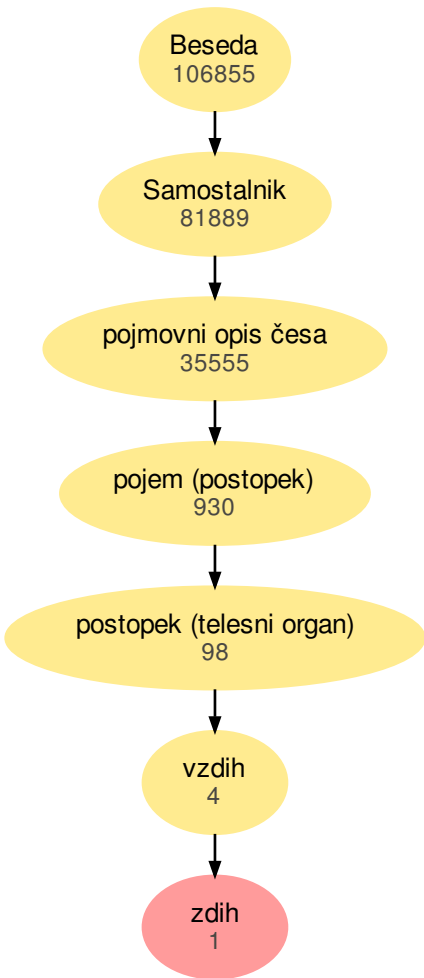 Beseda
106855
Samostalnik
81889
pojmovni opis česa
35555
pojem (postopek)
930
postopek (telesni organ)
98
vzdih
4
zdih
1